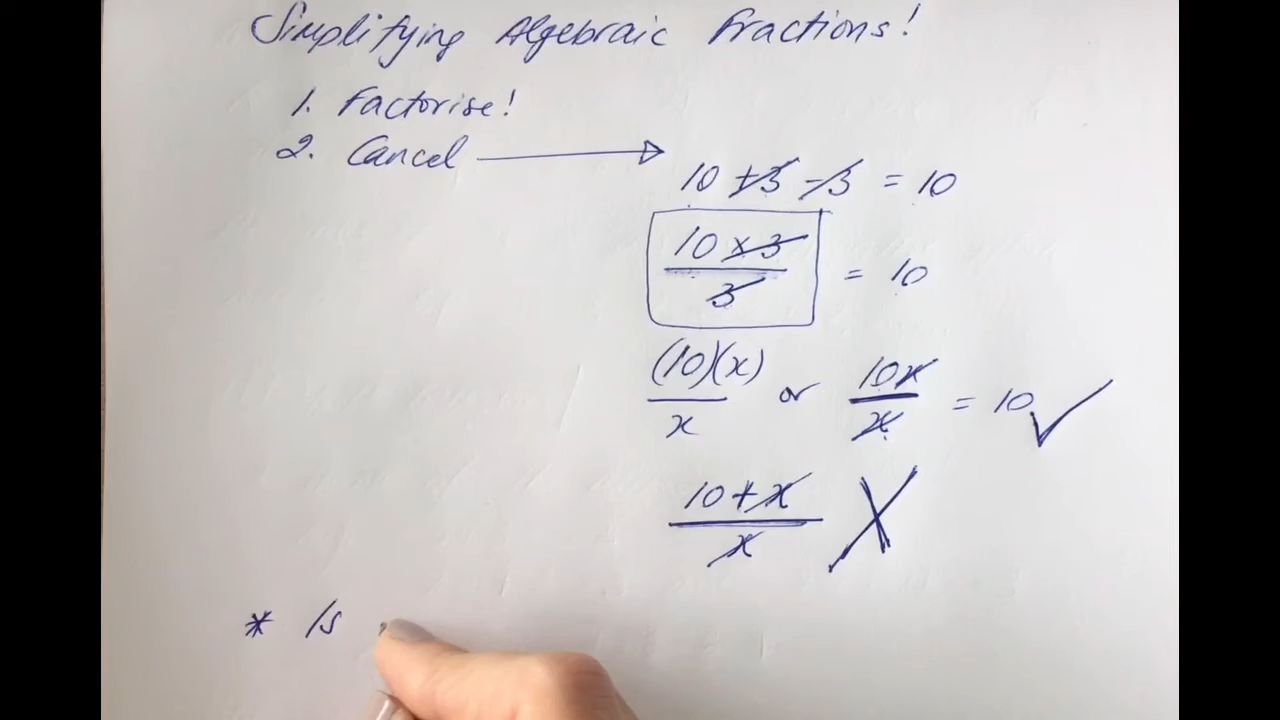 Simplifying Algebraic Fractions!
1. Factorise!
2. Cancel
10 + 3 - 3 = 10
10 x 3
3
= 10
(10)(x)
x
or
10x
x
= 10 ✓
10 + x
x
X
* Is